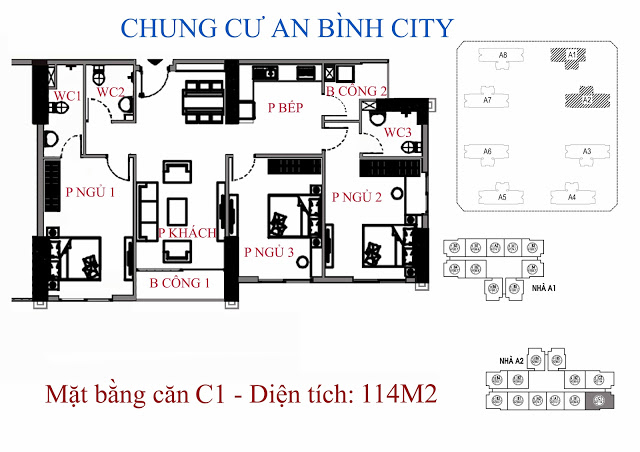 CHUNG CƯ AN BÌNH CITY
WC1
WC2
P BẾP
B CÔNG 2
WC3
P NGỦ 1
P KHÁCH
P NGỦ 3
P NGỦ 2
B CÔNG 1
A8
A1
A7
A2
A6
A3
A5
A4
NHÀ A1
NHÀ A2
Mặt bằng căn C1 - Diện tích: 114M2